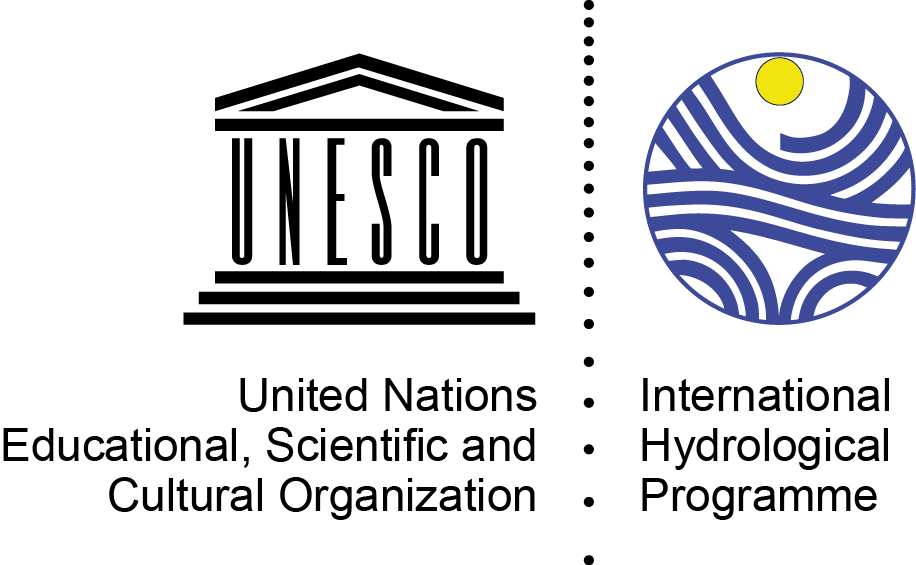 UNESCO
United Nations
Educational, Scientific and
Cultural Organization
International
Hydrological
Programme